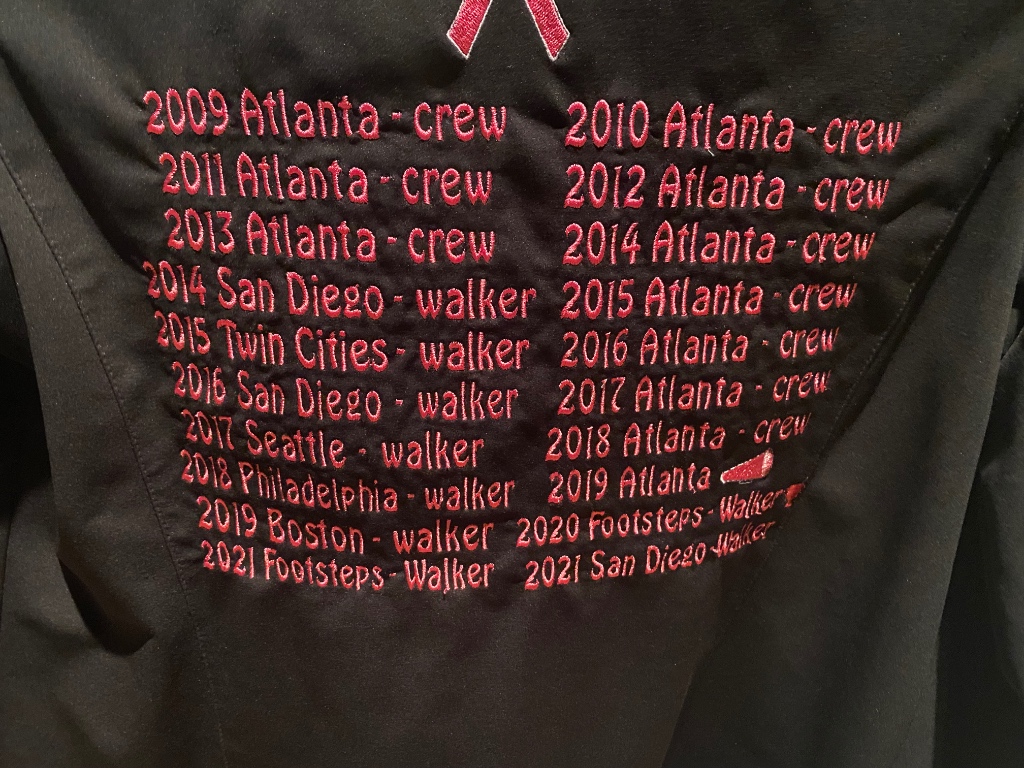 2009 Atlanta - crew 2010 Atlanta - crew
2011 Atlanta - crew 2012 Atlanta - crew
2013 Atlanta - crew 2014 Atlanta - crew
2014 San Diego - walker 2015 Atlanta - crew
2015 Twin Cities - walker 2016 Atlanta - crew
2016 San Diego - walker 2017 Atlanta - crew
2017 Seattle - walker 2018 Atlanta - crew
2018 Philadelphia - walker 2019 Atlanta
2019 Boston - walker 2020 Footsteps - Walker
2021 Footsteps - Walker 2021 San Diego - Walker